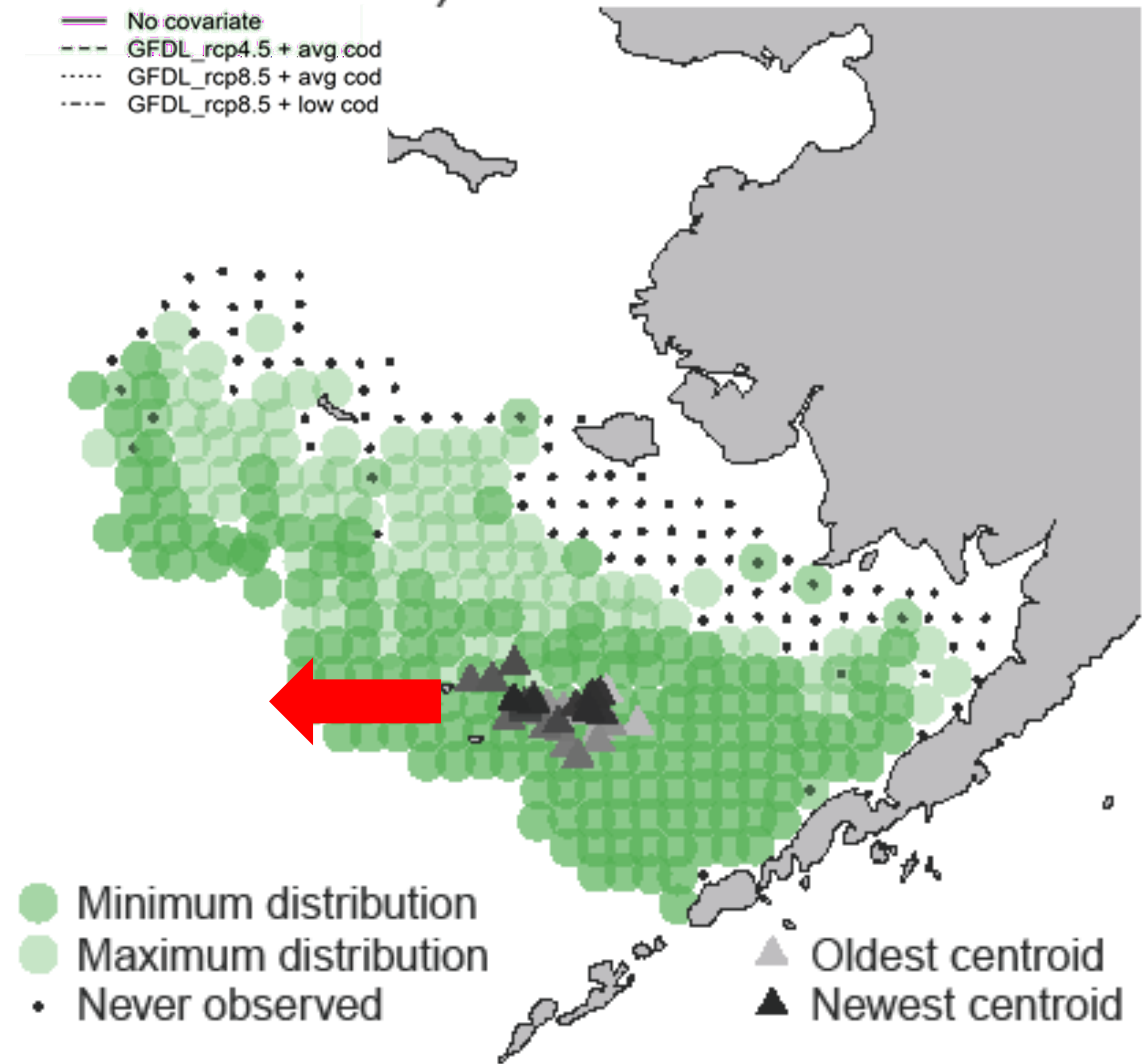 No covariate
GFDL_rcp4.5 + avg cod
GFDL_rcp8.5 + avg cod
GFDL_rcp8.5 + low cod
Minimum distribution
Maximum distribution
Never observed
Oldest centroid
Newest centroid